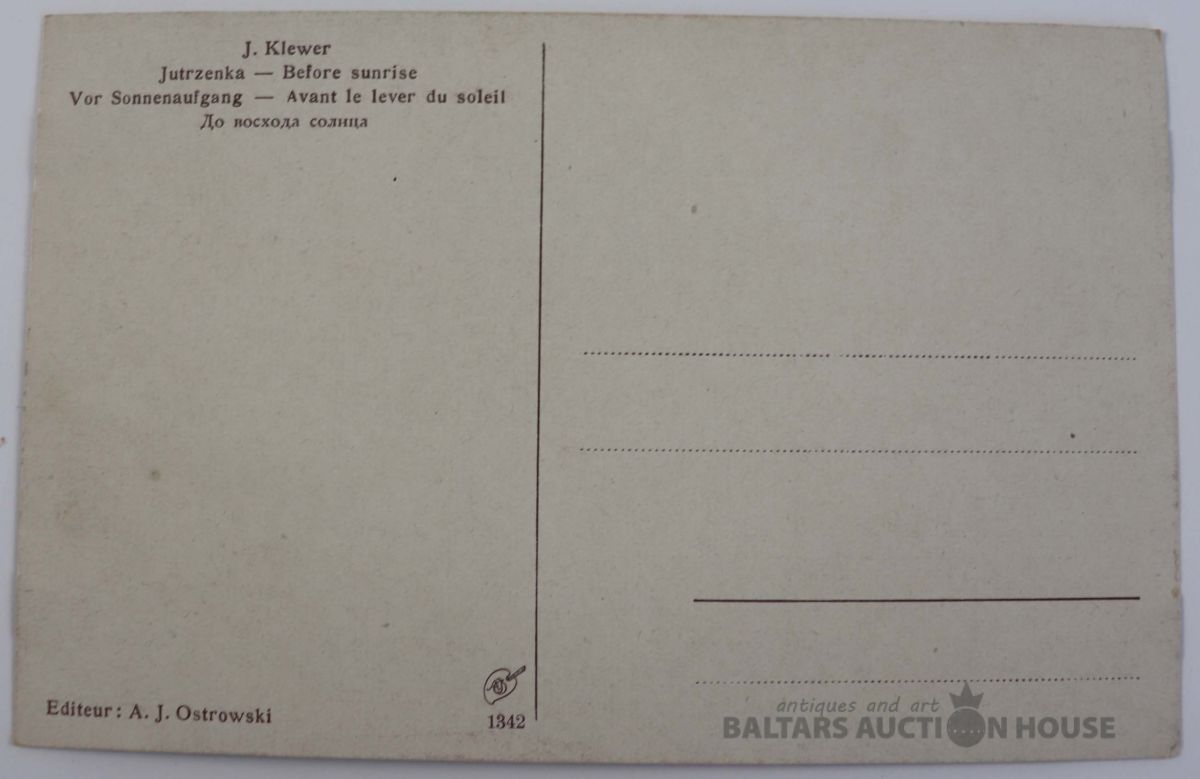 J. Klewer
Jutrzenka — Before sunrise
Vor Sonnenaufgang — Avant le lever du soleil
До восхода солнца
Editeur: A. J. Ostrowski
1342
antiques and art
BALTARS AUCTION HOUSE